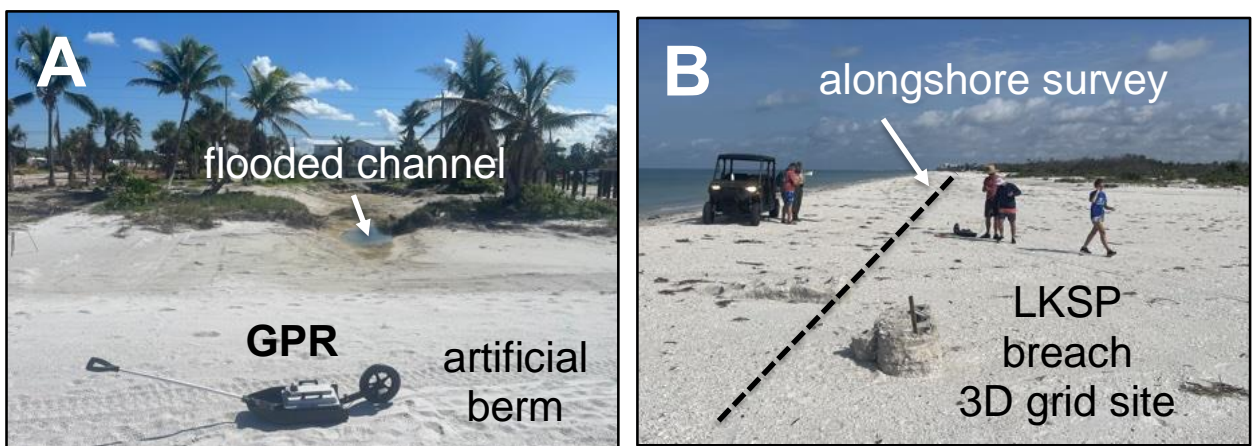 A
flooded channel
GPR
artificial
berm
B
alongshore survey
LKSP
breach
3D grid site